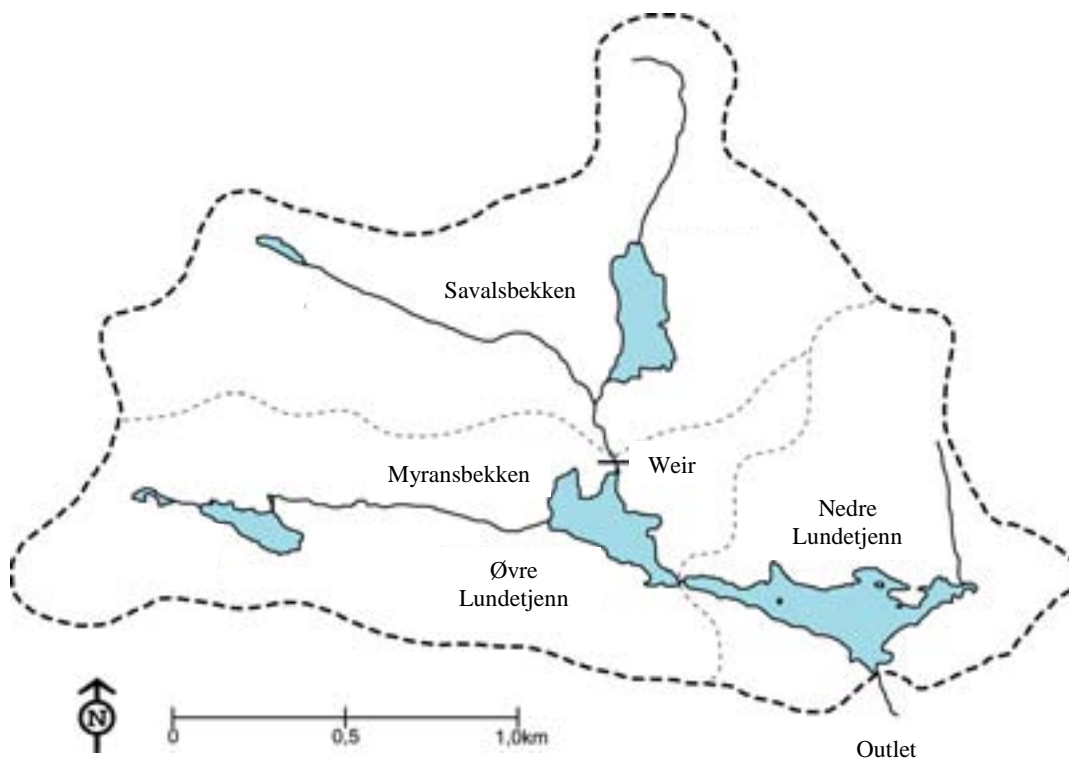 Savalsbekken
Myransbekken
Weir
Nedre
Lundetjenn
Øvre
Lundetjenn
N
0
0,5
1,0km
Outlet